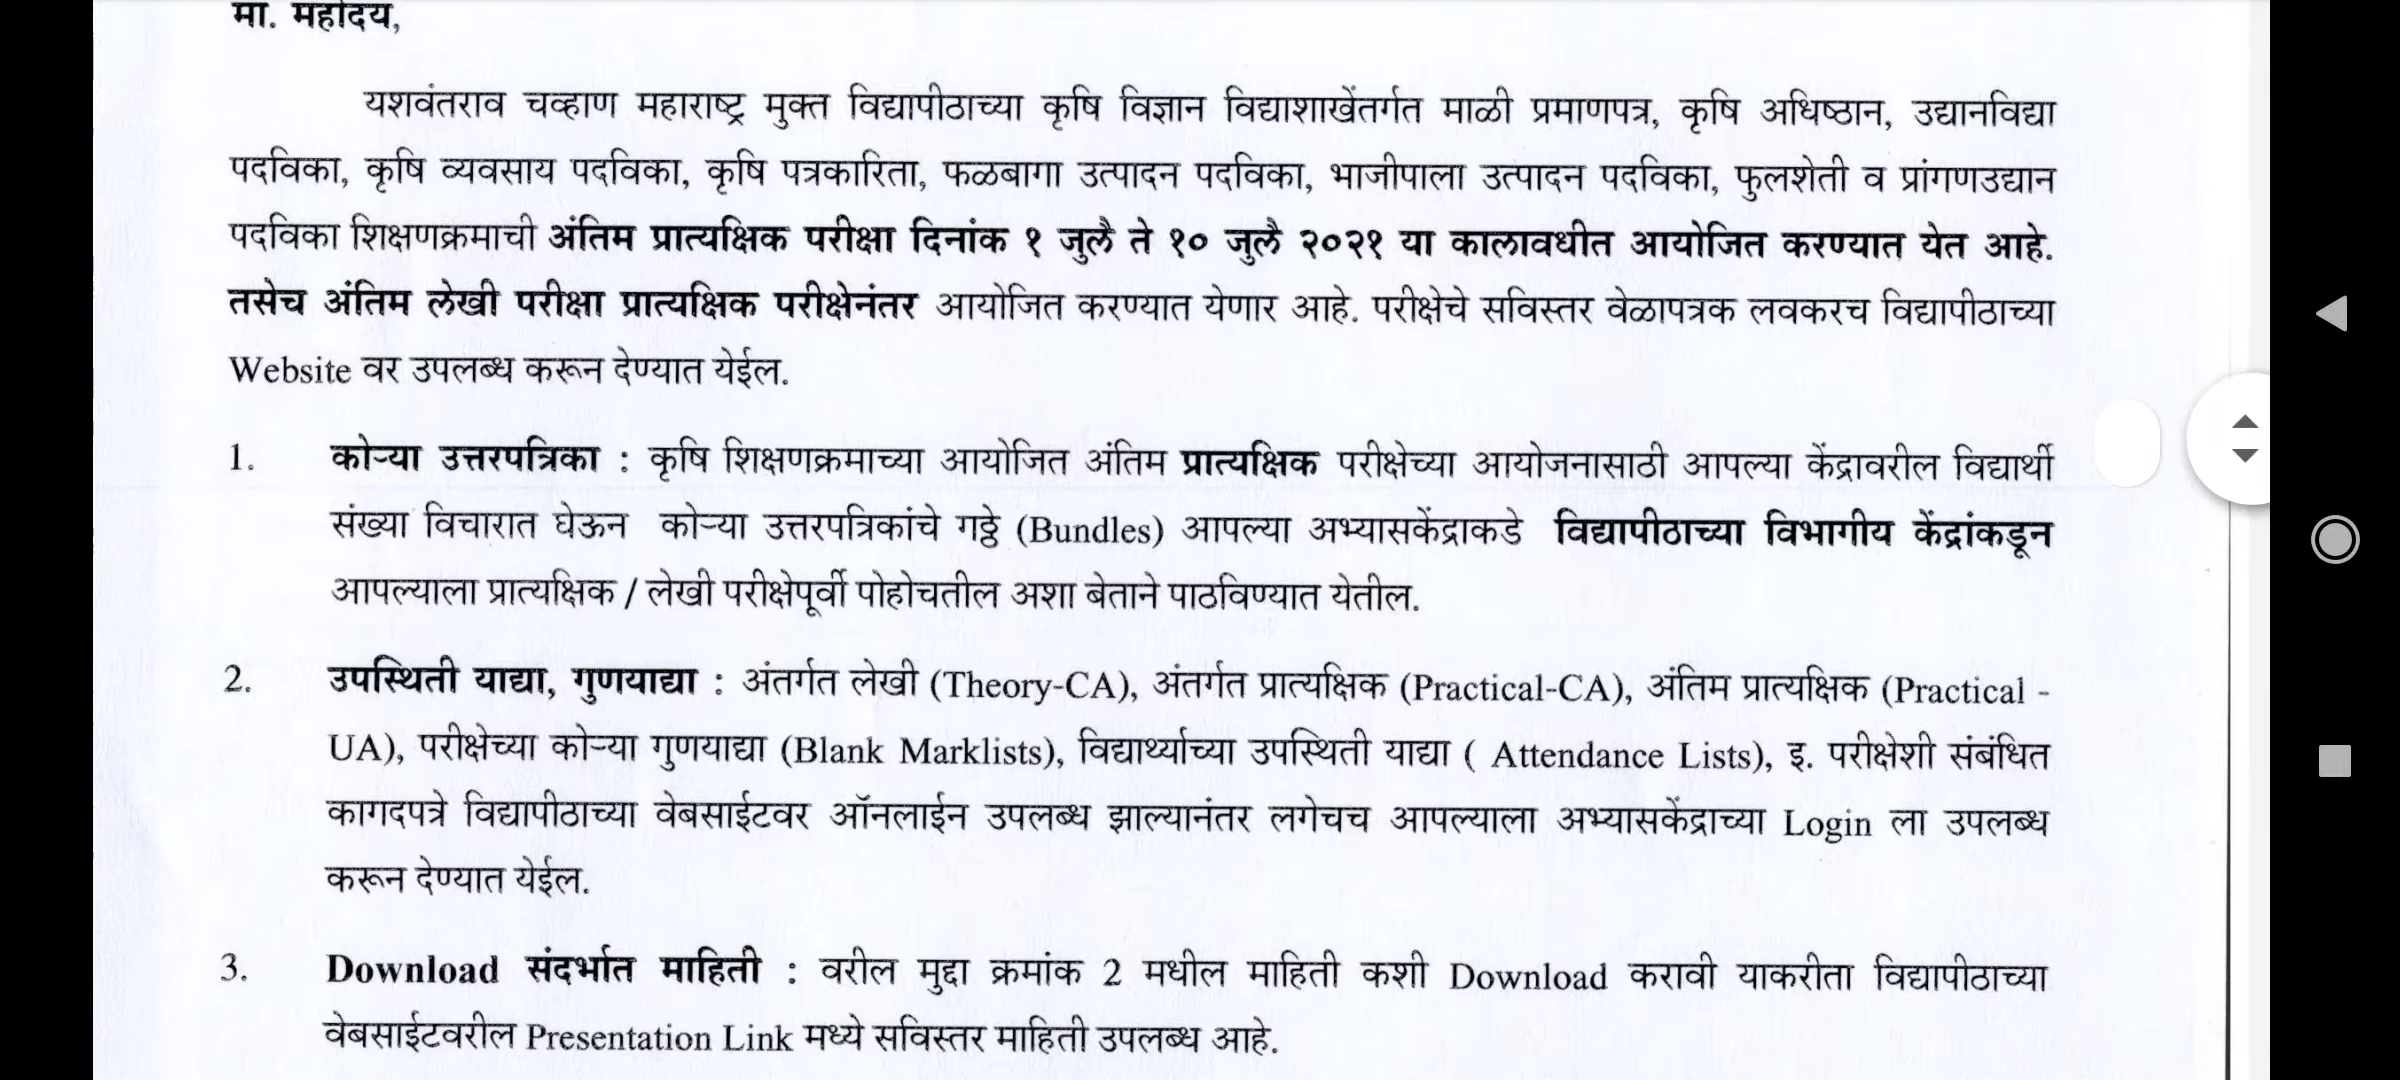 मा. महोदय,
यशवंतराव चव्हाण महाराष्ट्र मुक्त विद्यापीठाच्या कृषि विज्ञान विद्याशाखेंतर्गत माळी प्रमाणपत्र, कृषि अधिष्ठान, उद्यानविद्या
पदविका, कृषि व्यवसाय पदविका, कृषि पत्रकारिता, फळबागा उत्पादन पदविका, भाजीपाला उत्पादन पदविका, फुलशेती व प्रांगणउद्यान
पदविका शिक्षणक्रमाची अंतिम प्रात्यक्षिक परीक्षा दिनांक १ जुलै ते १० जुलै २०२१ या कालावधीत आयोजित करण्यात येत आहे.
तसेच अंतिम लेखी परीक्षा प्रात्यक्षिक परीक्षेनंतर आयोजित करण्यात येणार आहे. परीक्षेचे सविस्तर वेळापत्रक लवकरच विद्यापीठाच्या
Website वर उपलब्ध करून देण्यात येईल.
1. कोऱ्या उत्तरपत्रिका : कृषि शिक्षणक्रमाच्या आयोजित अंतिम प्रात्यक्षिक परीक्षेच्या आयोजनासाठी आपल्या केंद्रावरील विद्यार्थी
संख्या विचारात घेऊन कोऱ्या उत्तरपत्रिकांचे गठ्ठे (Bundles) आपल्या अभ्यासकेंद्राकडे विद्यापीठाच्या विभागीय केंद्रांकडून
आपल्याला प्रात्यक्षिक / लेखी परीक्षेपूर्वी पोहोचतील अशा बेताने पाठविण्यात येतील.
2. उपस्थिती याद्या, गुणयाद्या : अंतर्गत लेखी (Theory-CA), अंतर्गत प्रात्यक्षिक (Practical-CA), अंतिम प्रात्यक्षिक (Practical -
UA), परीक्षेच्या कोऱ्या गुणयाद्या (Blank Marklists), विद्यार्थ्याच्या उपस्थिती याद्या ( Attendance Lists), इ. परीक्षेशी संबंधित
कागदपत्रे विद्यापीठाच्या वेबसाईटवर ऑनलाईन उपलब्ध झाल्यानंतर लगेचच आपल्याला अभ्यासकेंद्राच्या Login ला उपलब्ध
करून देण्यात येईल.
3. Download संदर्भात माहिती : वरील मुद्दा क्रमांक 2 मधील माहिती कशी Download करावी याकरीता विद्यापीठाच्या
वेबसाईटवरील Presentation Link मध्ये सविस्तर माहिती उपलब्ध आहे.